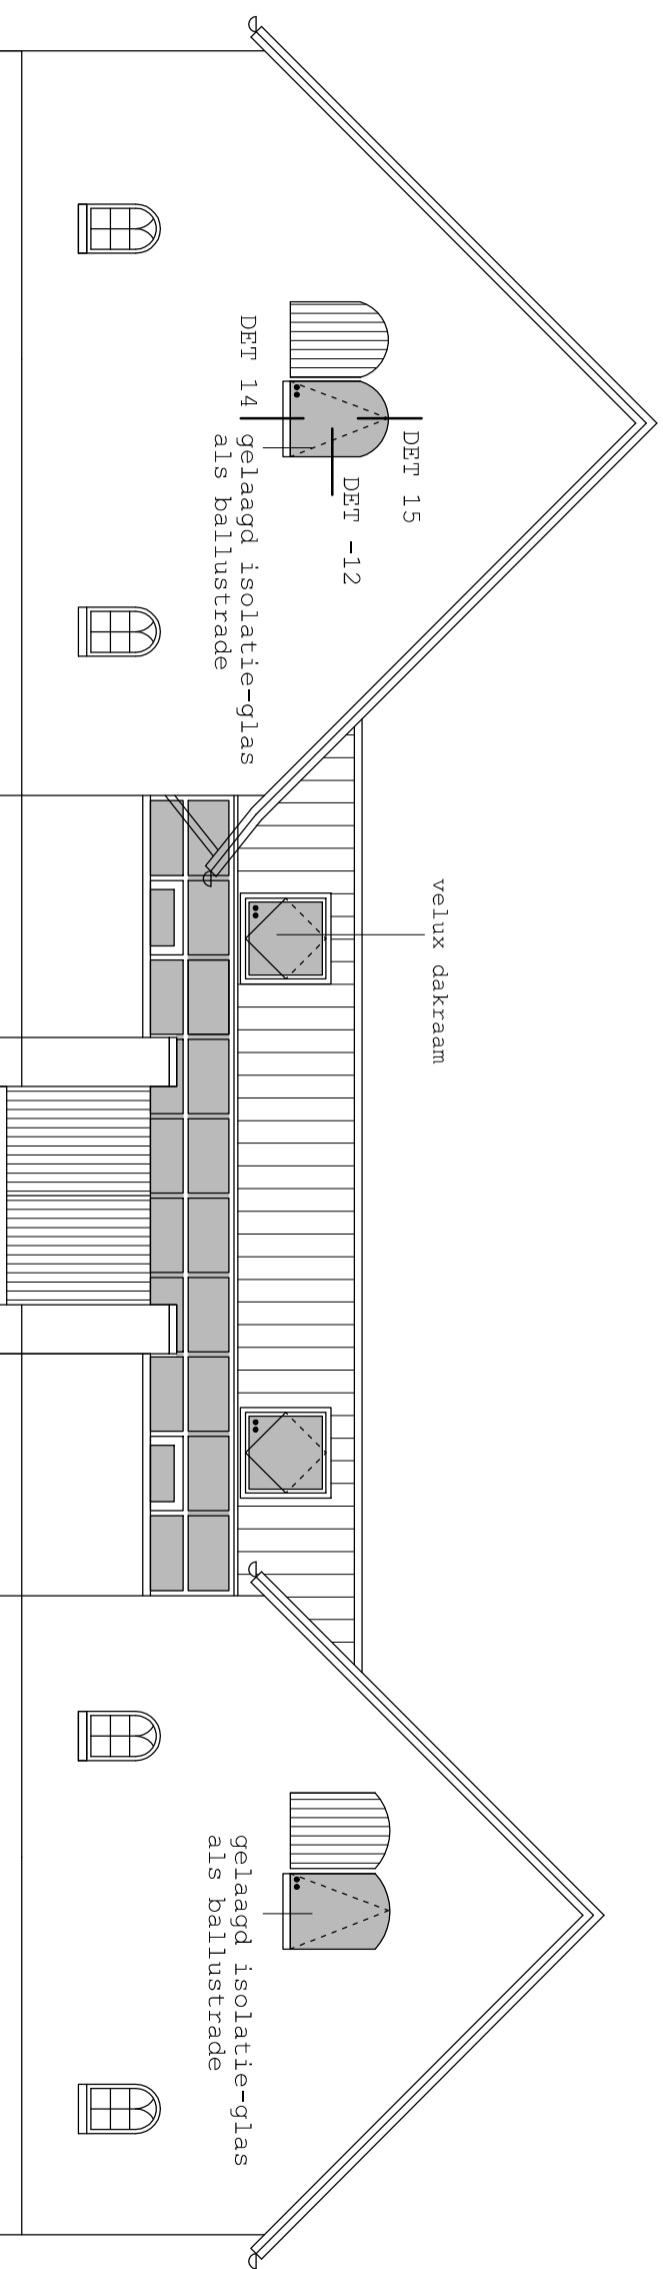 DET 15
DET -12
DET 14
gelaagd isolatie-glas
als ballustrade
velux dakraam
gelaagd isolatie-glas
als ballustrade